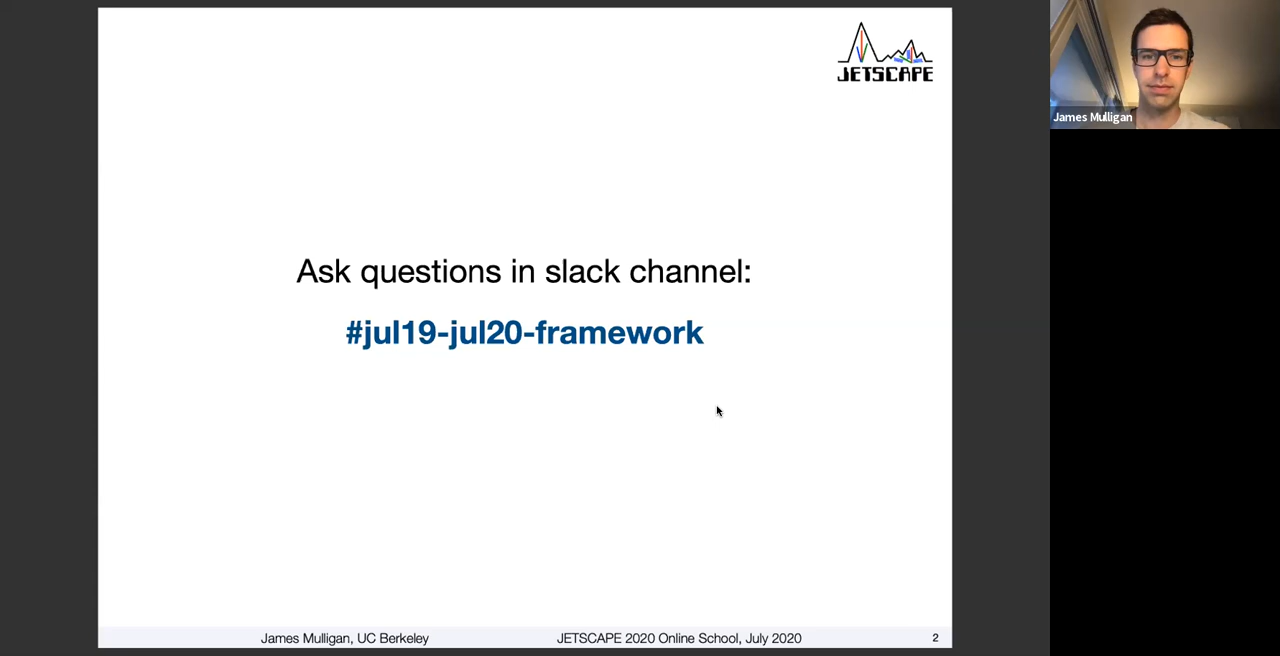 JETSCAPE
James Mulligan
Ask questions in slack channel:
#jul19-jul20-framework
James Mulligan, UC Berkeley
JETSCAPE 2020 Online School, July 2020
2